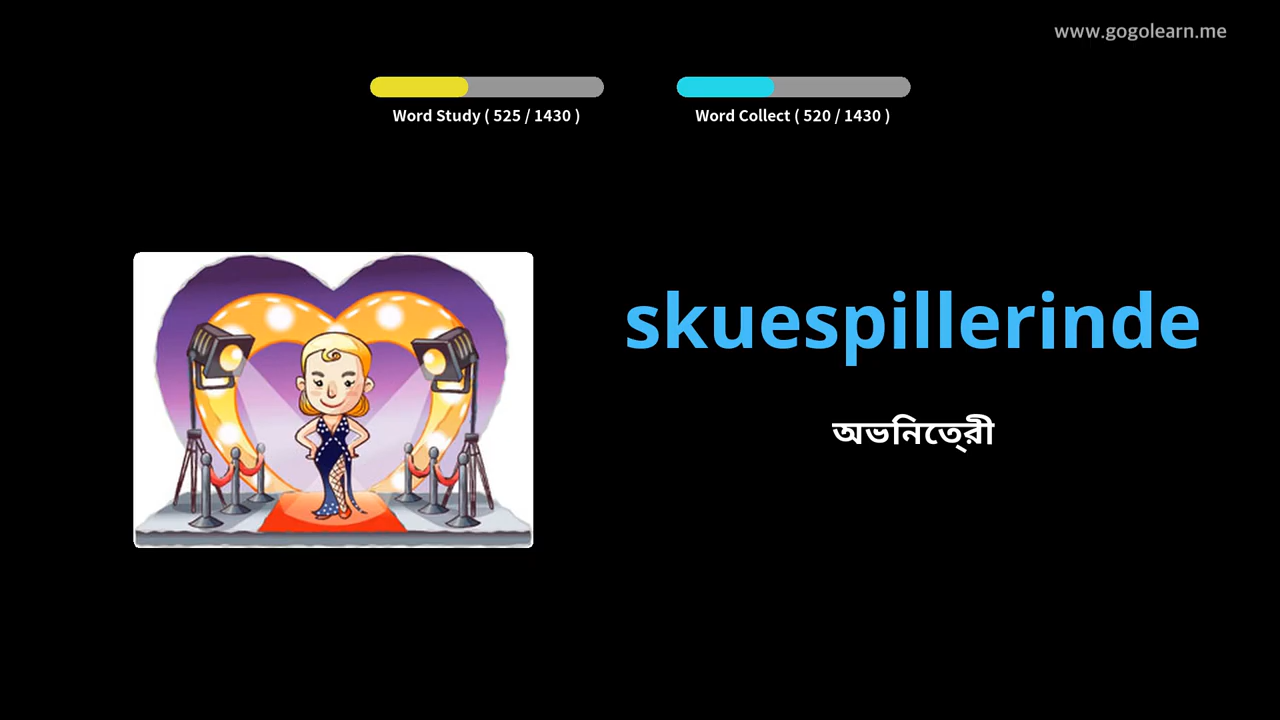 www.gogolearn.me
Word Study ( 525 / 1430 )
Word Collect ( 520 / 1430 )
skuespillerinde
অভিনেত্রী